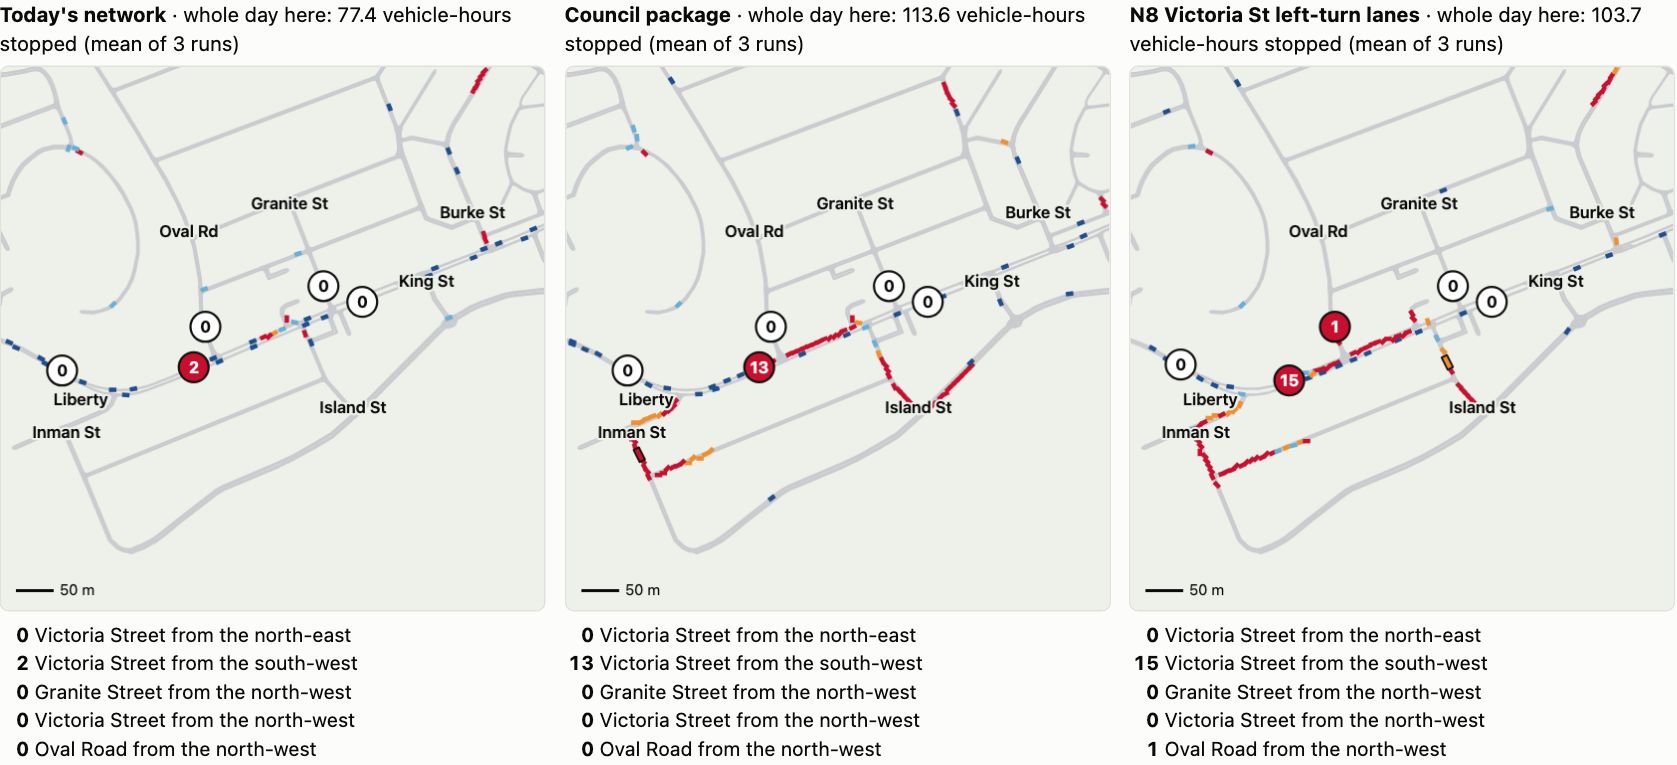 Today's network · whole day here: 77.4 vehicle-hours
stopped (mean of 3 runs)
Oval Rd
Granite St
Burke St
King St
0
0
0
2
0
Liberty
Inman St
Island St
50 m
0 Victoria Street from the north-east
2 Victoria Street from the south-west
0 Granite Street from the north-west
0 Victoria Street from the north-west
0 Oval Road from the north-west
Council package · whole day here: 113.6 vehicle-hours
stopped (mean of 3 runs)
Oval Rd
Granite St
Burke St
King St
0
0
0
13
0
Liberty
Inman St
Island St
50 m
0 Victoria Street from the north-east
13 Victoria Street from the south-west
0 Granite Street from the north-west
0 Victoria Street from the north-west
0 Oval Road from the north-west
N8 Victoria St left-turn lanes · whole day here: 103.7
vehicle-hours stopped (mean of 3 runs)
Oval Rd
Granite St
Burke St
King St
0
0
1
15
0
Liberty
Inman St
Island St
50 m
0 Victoria Street from the north-east
15 Victoria Street from the south-west
0 Granite Street from the north-west
0 Victoria Street from the north-west
1 Oval Road from the north-west